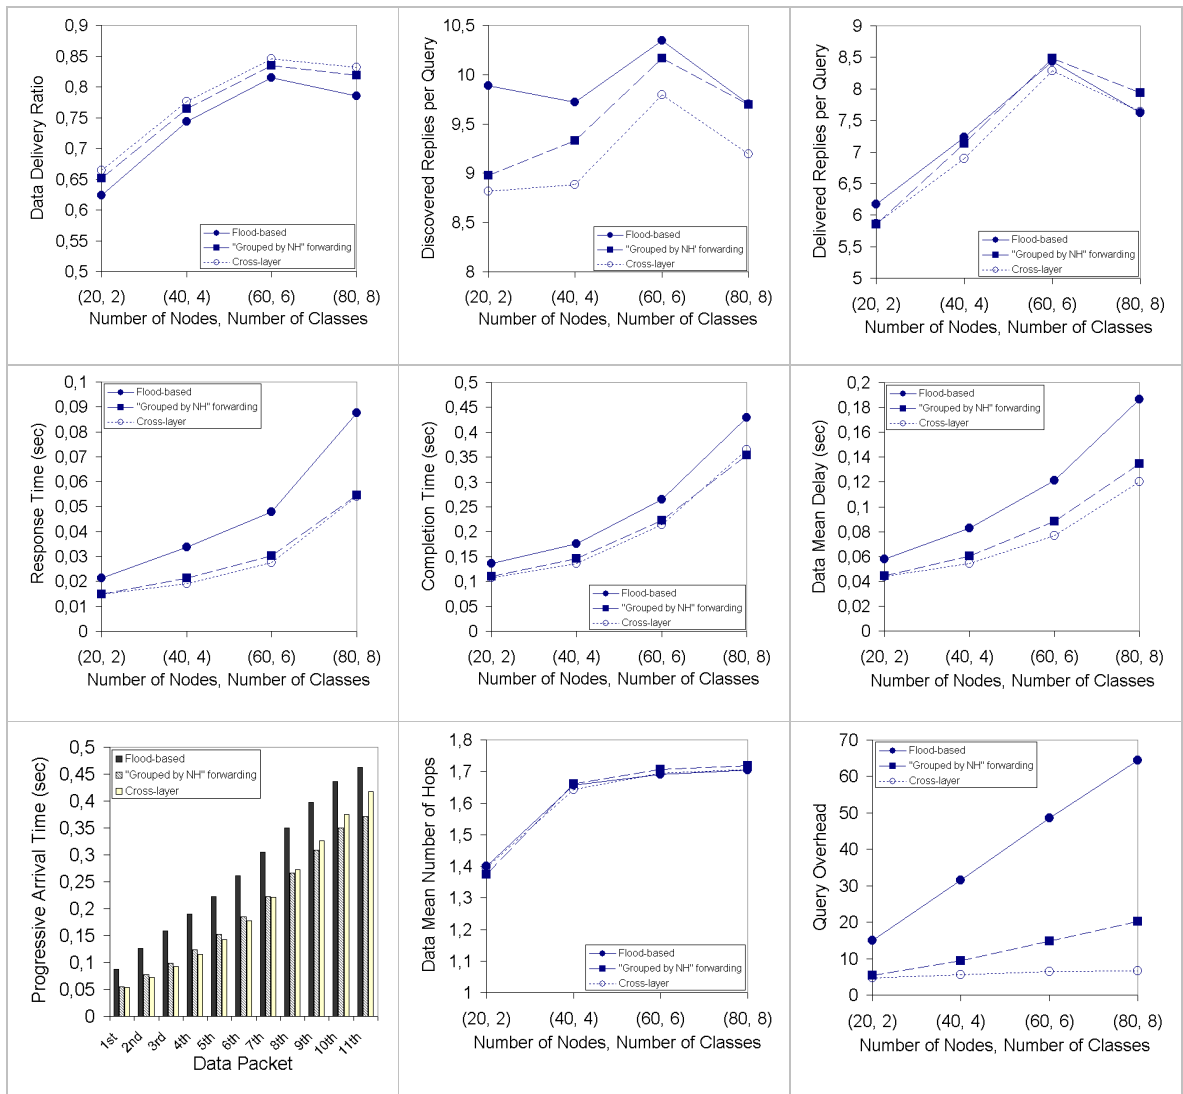 Data Delivery Ratio
0,9
0,85
0,8
0,75
0,7
0,65
0,6
0,55
0,5
Flood-based
"Grouped by NH" forwarding
Cross-layer
(20, 2) (40, 4) (60, 6) (80, 8)
Number of Nodes, Number of Classes
Discovered Replies per Query
10,5
10
9,5
9
8,5
8
Flood-based
"Grouped by NH' forwarding
Cross-layer
(20, 2) (40, 4) (60, 6) (80, 8)
Number of Nodes, Number of Classes
Delivered Replies per Query
9
8,5
8
7,5
7
6,5
6
5,5
5
Flood-based
"Grouped by NH" forwarding
Cross-layer
(20, 2) (40, 4) (60, 6) (80, 8)
Number of Nodes, Number of Classes
Response Time (sec)
0,1
0,09
0,08
0,07
0,06
0,05
0,04
0,03
0,02
0,01
0
Flood-based
"Grouped by NH" forwarding
Cross-layer
(20, 2) (40, 4) (60, 6) (80, 8)
Number of Nodes, Number of Classes
Completion Time (sec)
0,5
0,45
0,4
0,35
0,3
0,25
0,2
0,15
0,1
0,05
0
Flood-based
"Grouped by NH" forwarding
Cross-layer
(20, 2) (40, 4) (60, 6) (80, 8)
Number of Nodes, Number of Classes
Data Mean Delay (sec)
0,2
0,18
0,16
0,14
0,12
0,1
0,08
0,06
0,04
0,02
0
Flood-based
"Grouped by NH" forwarding
Cross-layer
(20, 2) (40, 4) (60, 6) (80, 8)
Number of Nodes, Number of Classes
Progressive Arrival Time (sec)
0,5
0,45
0,4
0,35
0,3
0,25
0,2
0,15
0,1
0,05
0
Flood-based
"Grouped by NH" forwarding
Cross-layer
1st 2nd 3rd 4th 5th 6th 7th 8th 9th 10th 11th
Data Packet
Data Mean Number of Hops
1,8
1,7
1,6
1,5
1,4
1,3
1,2
1,1
1
Flood-based
"Grouped by NH" forwarding
Cross-layer
(20, 2) (40, 4) (60, 6) (80, 8)
Number of Nodes, Number of Classes
Query Overhead
70
60
50
40
30
20
10
0
Flood-based
"Grouped by NH" forwarding
Cross-layer
(20, 2) (40, 4) (60, 6) (80, 8)
Number of Nodes, Number of Classes